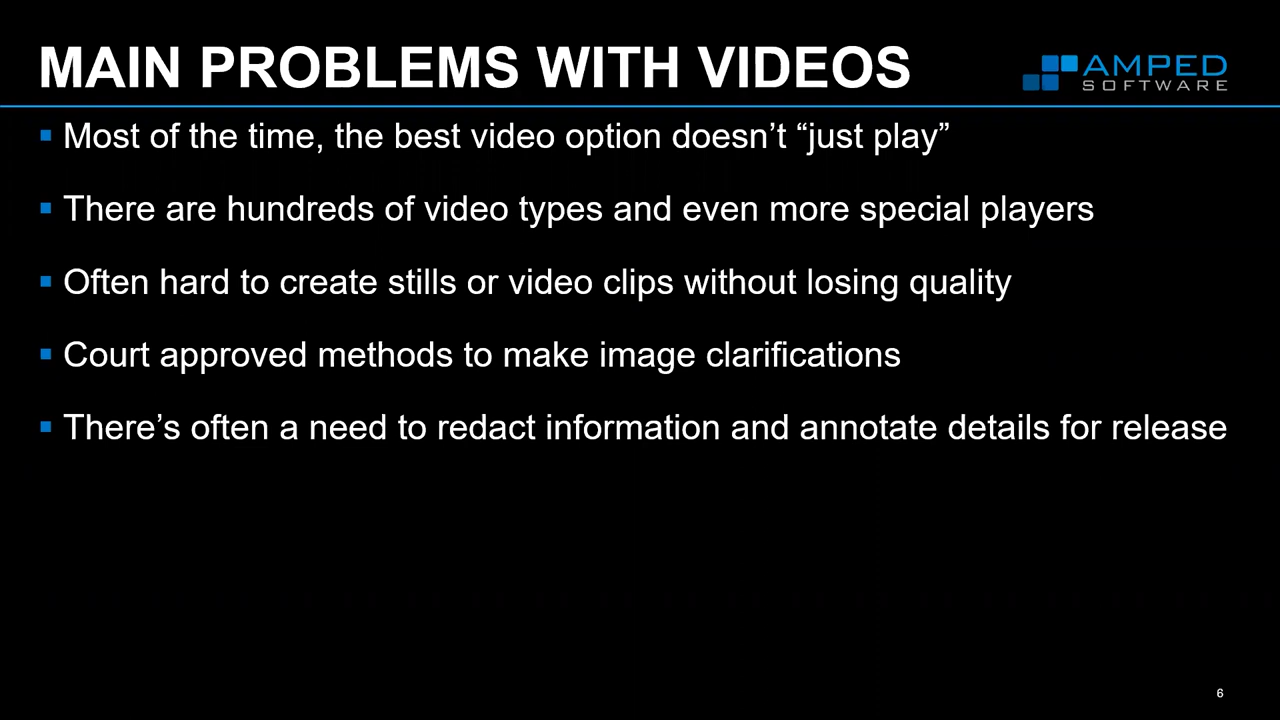 MAIN PROBLEMS WITH VIDEOS
AMPED
SOFTWARE
▪ Most of the time, the best video option doesn’t “just play”
▪ There are hundreds of video types and even more special players
▪ Often hard to create stills or video clips without losing quality
▪ Court approved methods to make image clarifications
▪ There’s often a need to redact information and annotate details for release
6